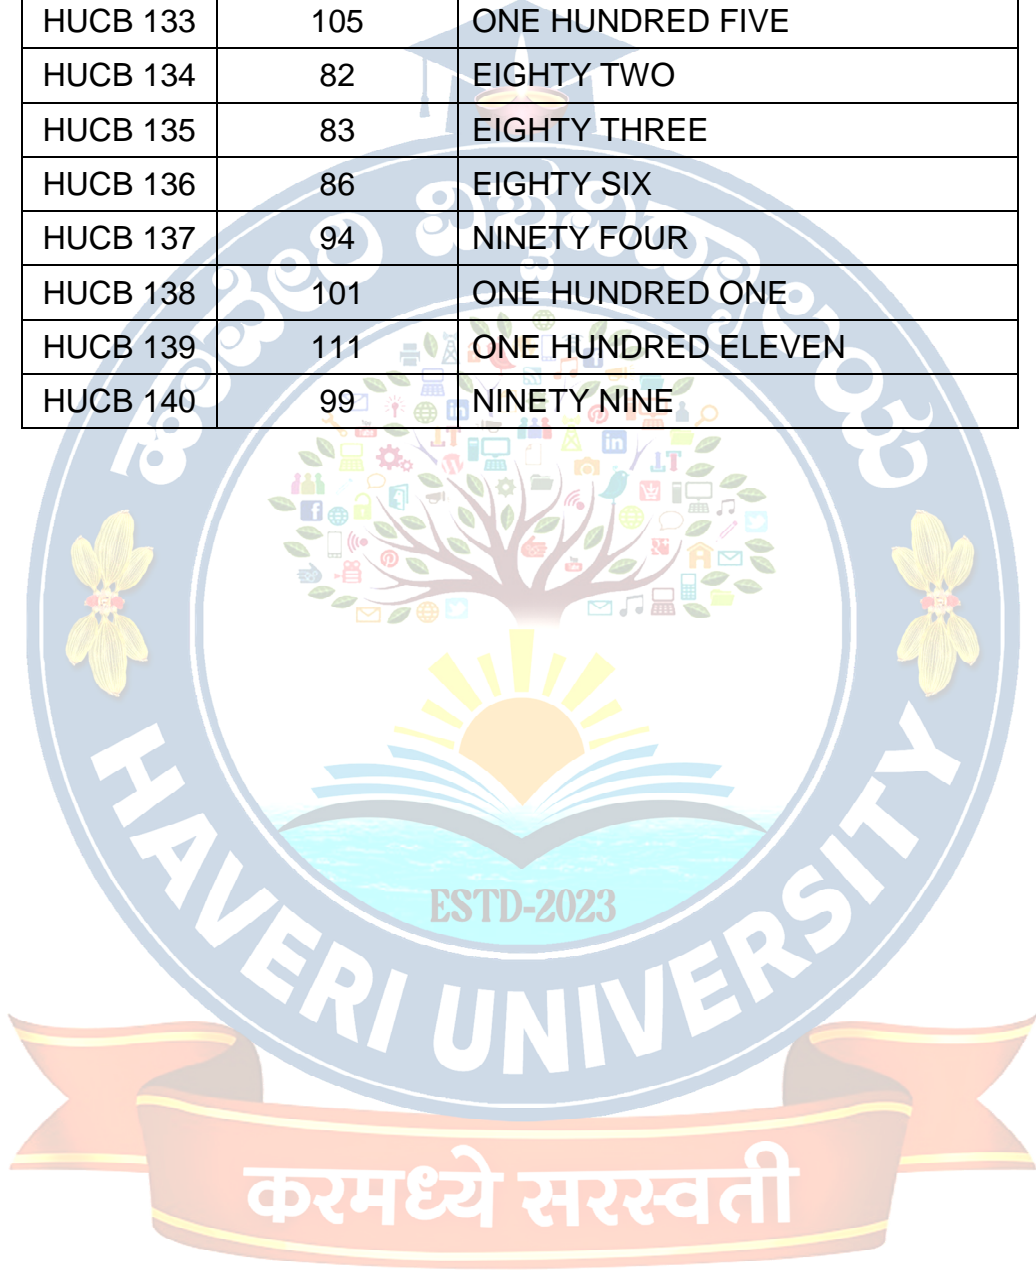 HUCB 133 105 ONE HUNDRED FIVE
HUCB 134 82 EIGHTY TWO
HUCB 135 83 EIGHTY THREE
HUCB 136 86 EIGHTY SIX
HUCB 137 94 NINETY FOUR
HUCB 138 101 ONE HUNDRED ONE
HUCB 139 111 ONE HUNDRED ELEVEN
HUCB 140 99 NINETY NINE
ಹಾವೇರಿ ವಿಶ್ವವಿದ್ಯಾಲಯ
ESTD-2023
HAVERI UNIVERSITY
करमध्ये सरस्वती